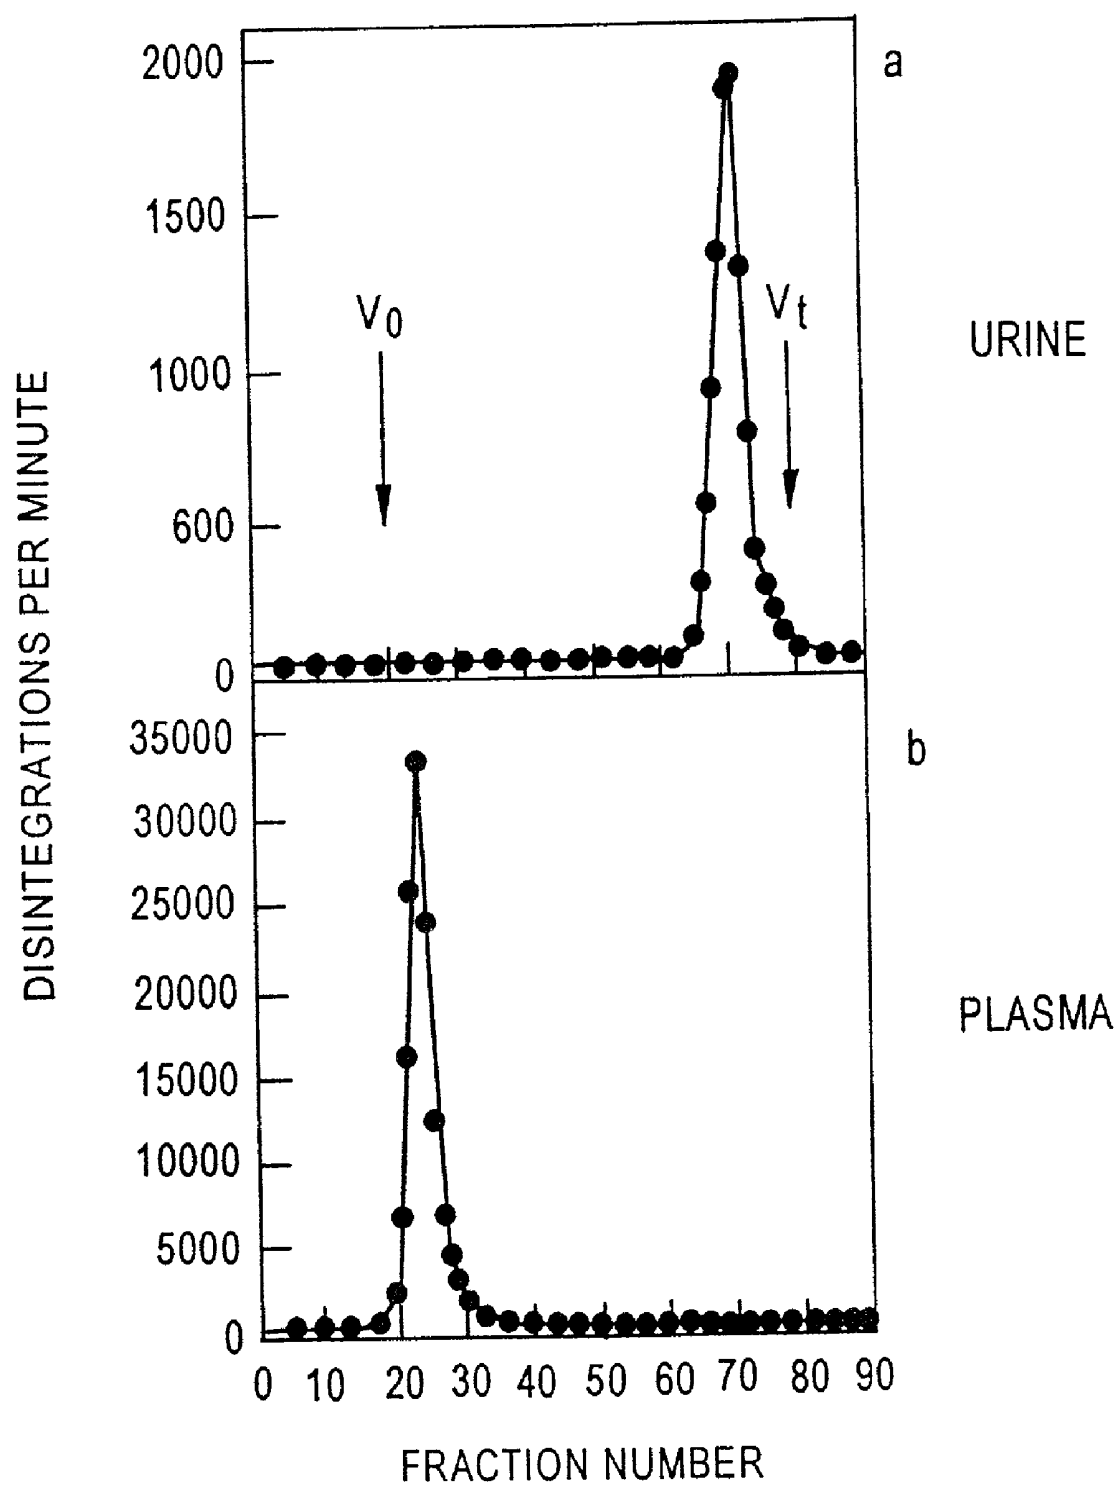 a
2000
1500
1000
600
0
V0
Vt
URINE
DISINTEGRATIONS PER MINUTE
b
35000
30000
25000
20000
15000
10000
5000
0
PLASMA
0 10 20 30 40 50 60 70 80 90
FRACTION NUMBER